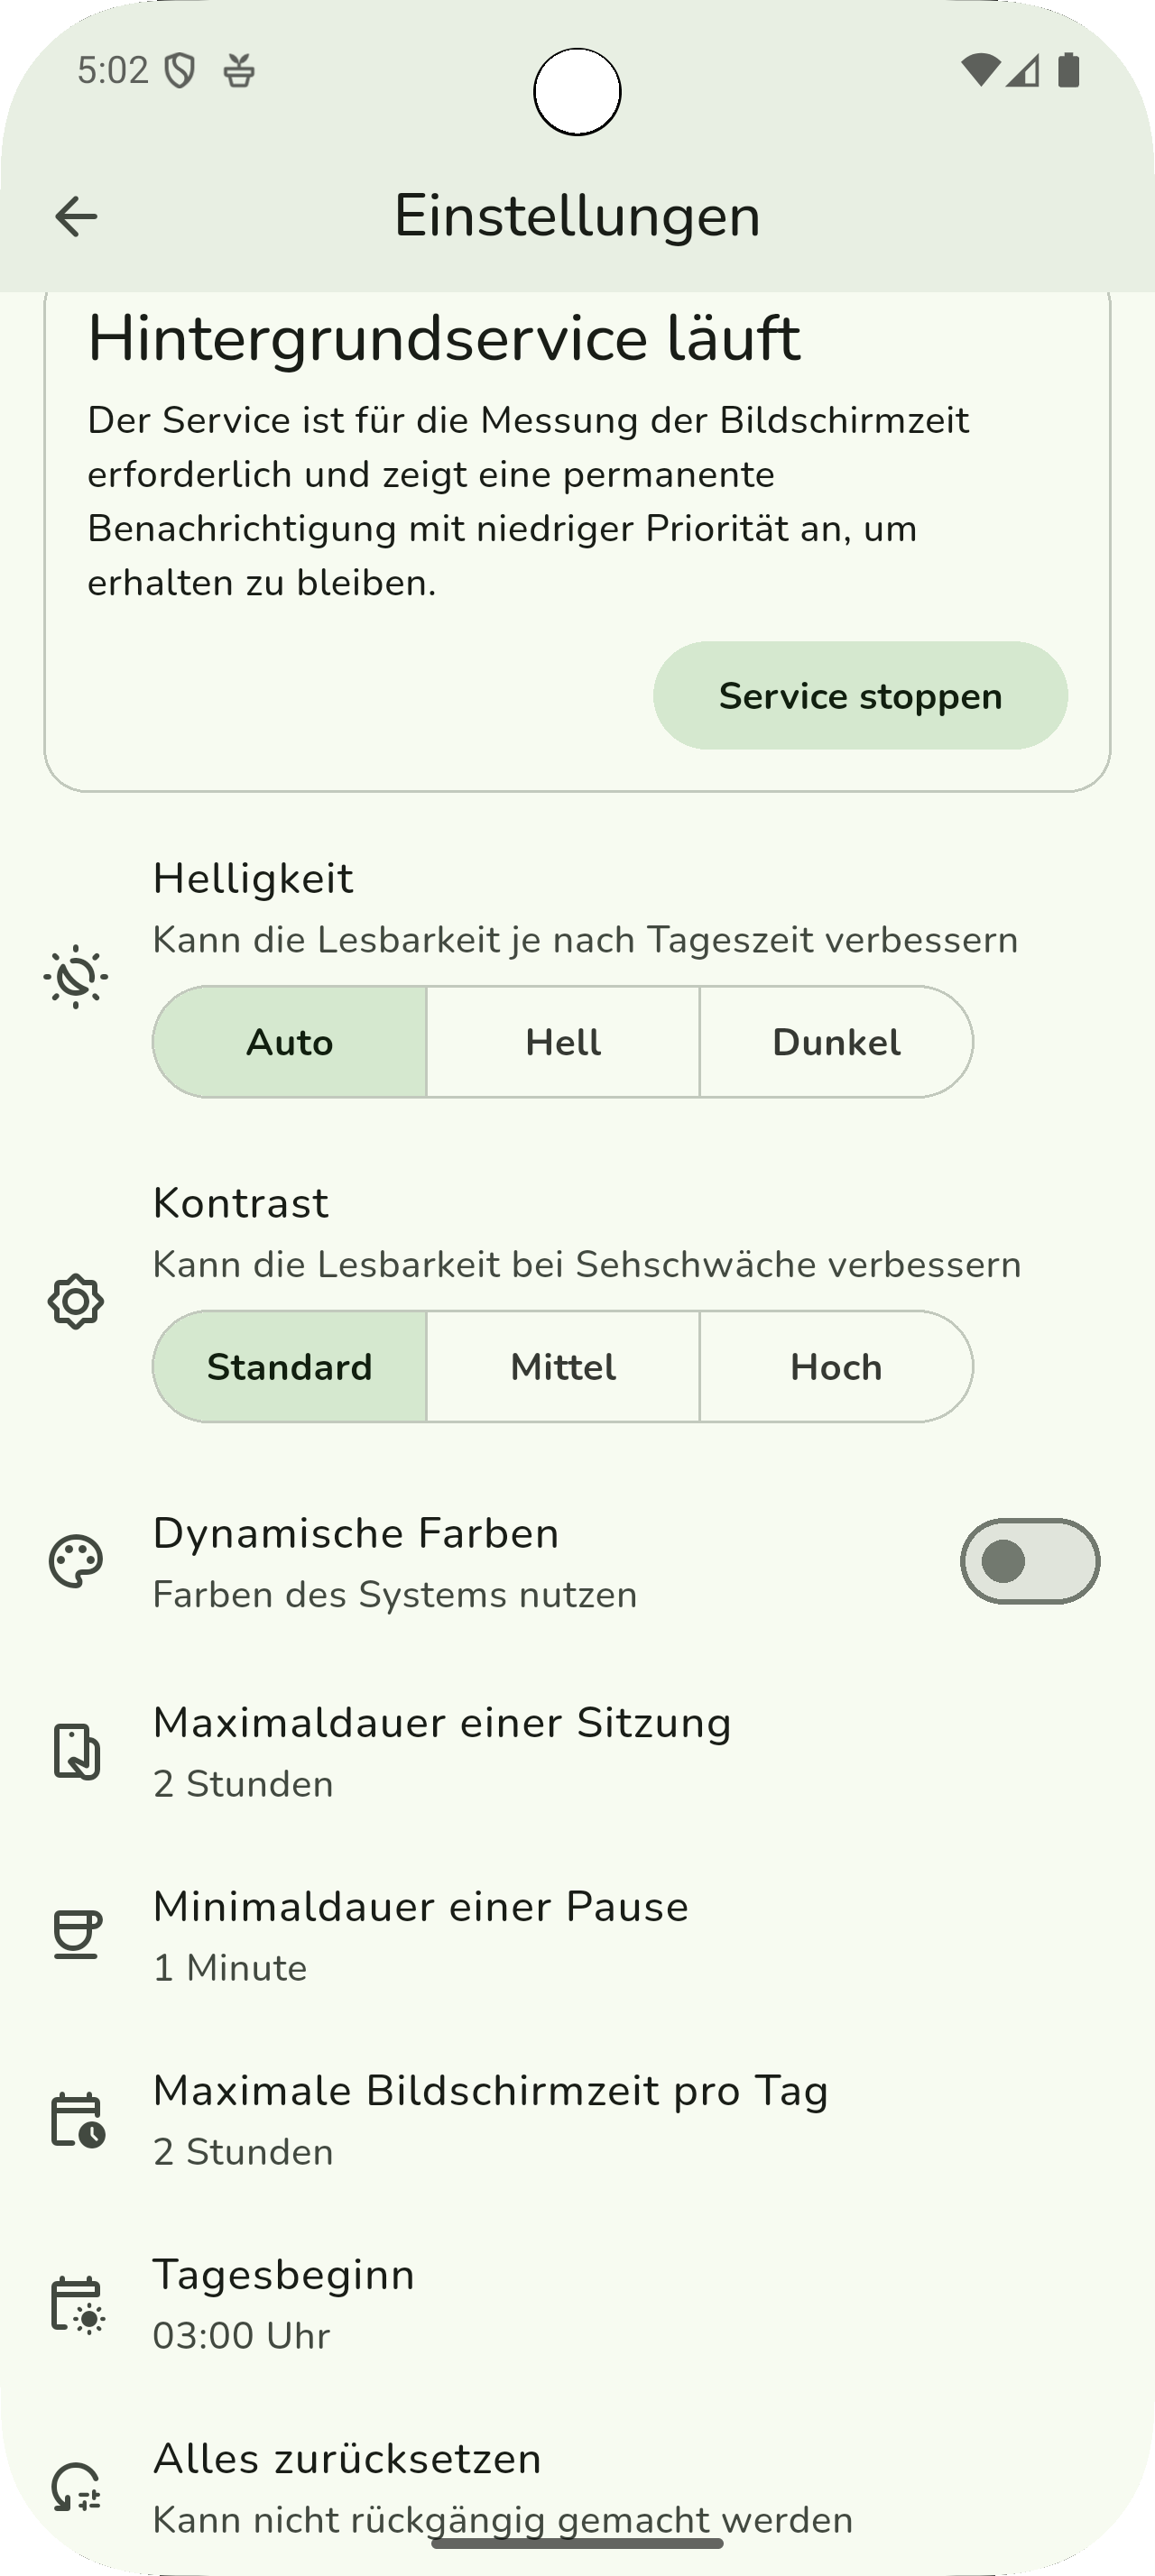 5:02
Einstellungen
Hintergrundservice läuft
Der Service ist für die Messung der Bildschirmzeit
erforderlich und zeigt eine permanente
Benachrichtigung mit niedriger Priorität an, um
erhalten zu bleiben.
Service stoppen
Helligkeit
Kann die Lesbarkeit je nach Tageszeit verbessern
Auto Hell Dunkel
Kontrast
Kann die Lesbarkeit bei Sehschwäche verbessern
Standard Mittel Hoch
Dynamische Farben
Farben des Systems nutzen
Maximaldauer einer Sitzung
2 Stunden
Minimaldauer einer Pause
1 Minute
Maximale Bildschirmzeit pro Tag
2 Stunden
Tagesbeginn
03:00 Uhr
Alles zurücksetzen
Kann nicht rückgängig gemacht werden